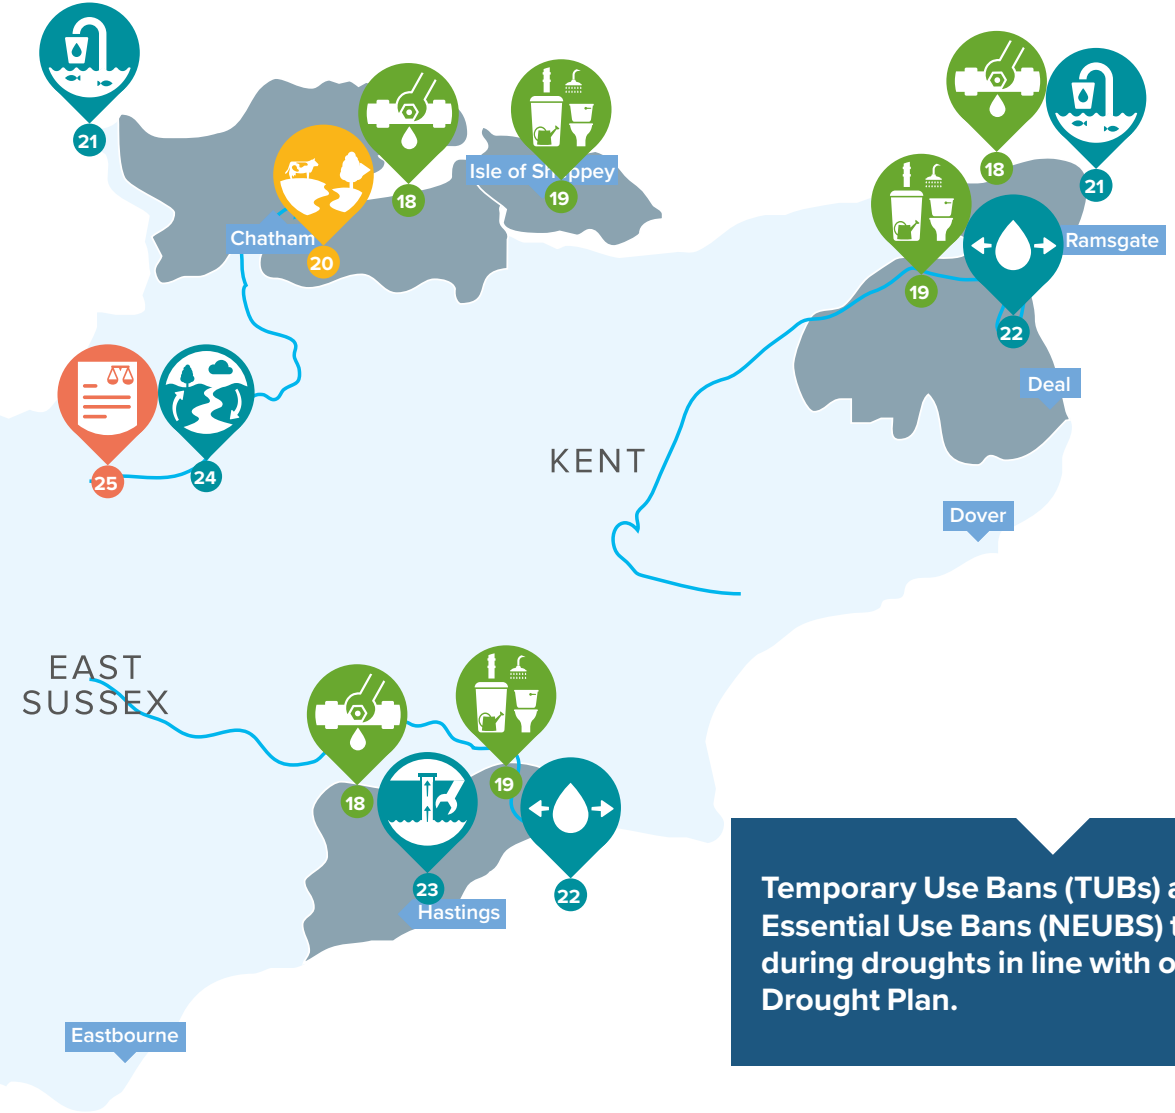 21
18
Isle of Sheppey
19
Chatham
20
18
21
Ramsgate
19
22
Deal
25
24
KENT
Dover
EAST
SUSSEX
18
19
23
22
Hastings
Eastbourne
Temporary Use Bans (TUBs)
Essential Use Bans (NEUBS)
during droughts in line with
Drought Plan.